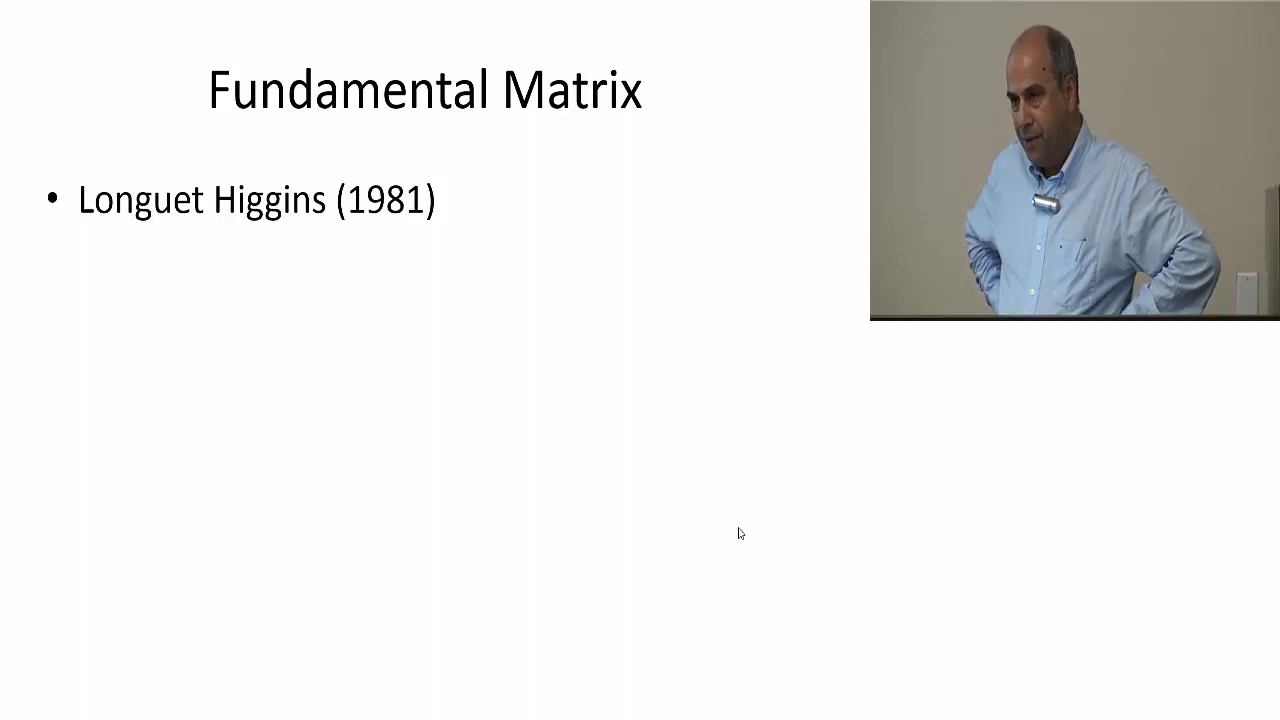 Fundamental Matrix
• Longuet Higgins (1981)